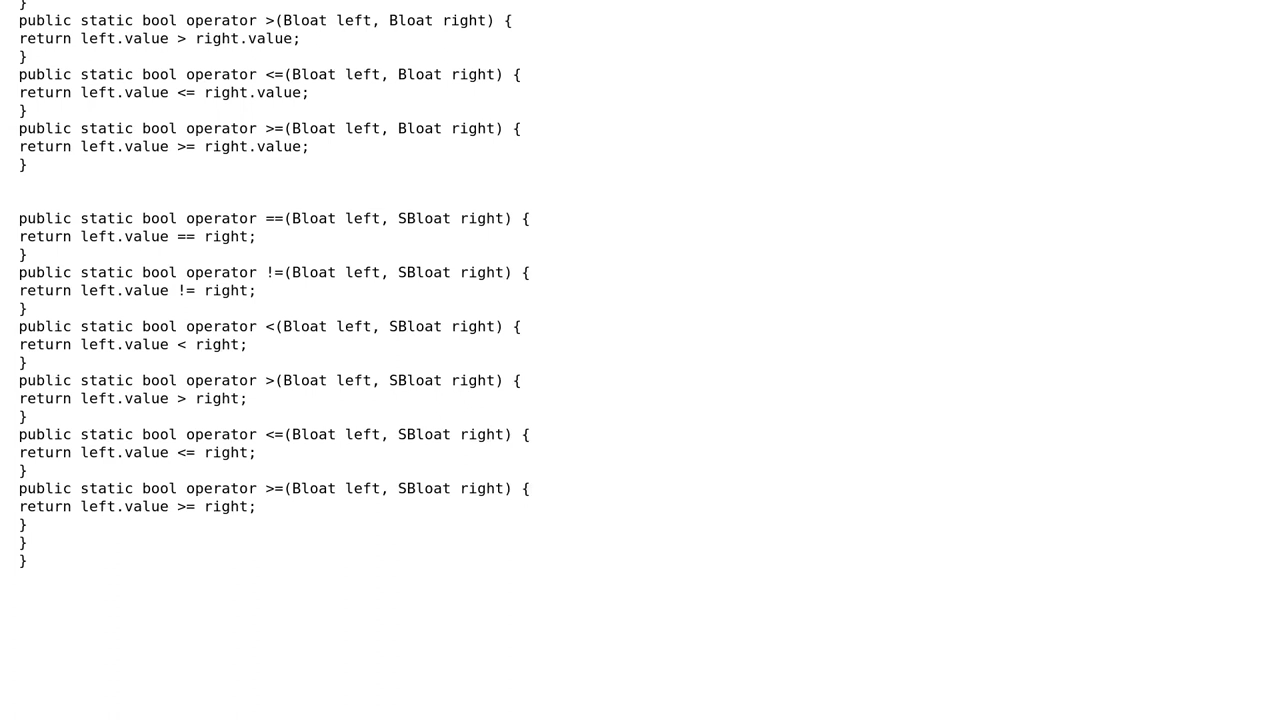 }
public static bool operator >(Bloat left, Bloat right) {
return left.value > right.value;
}
public static bool operator <=(Bloat left, Bloat right) {
return left.value <= right.value;
}
public static bool operator >=(Bloat left, Bloat right) {
return left.value >= right.value;
}
public static bool operator ==(Bloat left, SBloat right) {
return left.value == right;
}
public static bool operator !=(Bloat left, SBloat right) {
return left.value != right;
}
public static bool operator <(Bloat left, SBloat right) {
return left.value < right;
}
public static bool operator >(Bloat left, SBloat right) {
return left.value > right;
}
public static bool operator <=(Bloat left, SBloat right) {
return left.value <= right;
}
public static bool operator >=(Bloat left, SBloat right) {
return left.value >= right;
}
}
}